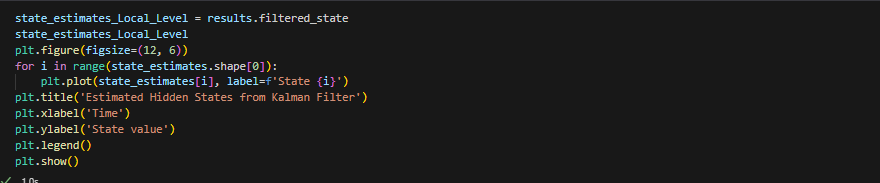 state_estimates_Local_Level = results.filtered_state
state_estimates_Local_Level
plt.figure(figsize=(12, 6))
for i in range(state_estimates.shape[0]):
    plt.plot(state_estimates[i], label=f'State {i}')
plt.title('Estimated Hidden States from Kalman Filter')
plt.xlabel('Time')
plt.ylabel('State value')
plt.legend()
plt.show()
1.0s